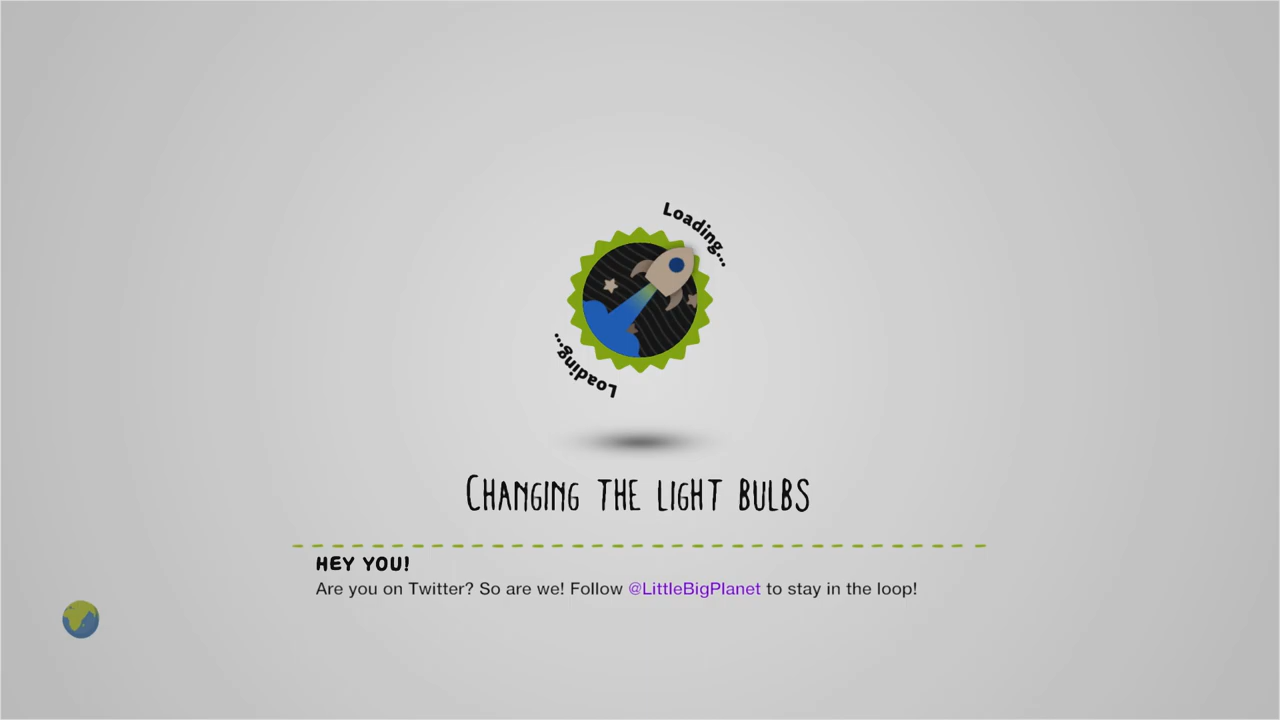 Loading...
Loading...
Changing the light bulbs
HEY YOU!
Are you on Twitter? So are we! Follow @LittleBigPlanet to stay in the loop!